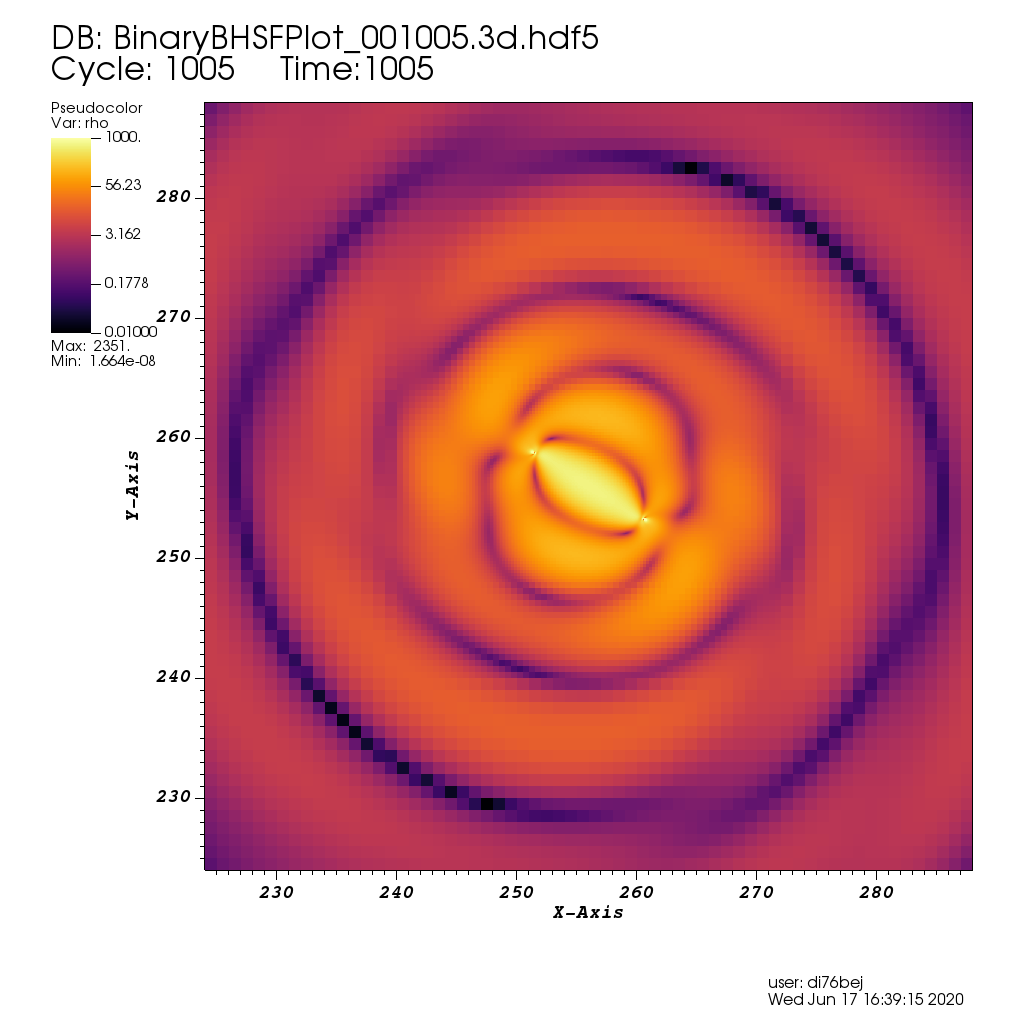 DB: BinaryBHSFPlot_001005.3d.hdf5
Cycle: 1005 Time:1005
Pseudocolor
Var: rho
1000.
56.23
3.162
0.1778
0.01000
Max: 2351.
Min: 1.664e-08
280
270
260
250
240
230
Y-Axis
230 240 250 260 270 280
X-Axis
user: di76bej
Wed Jun 17 16:39:15 2020